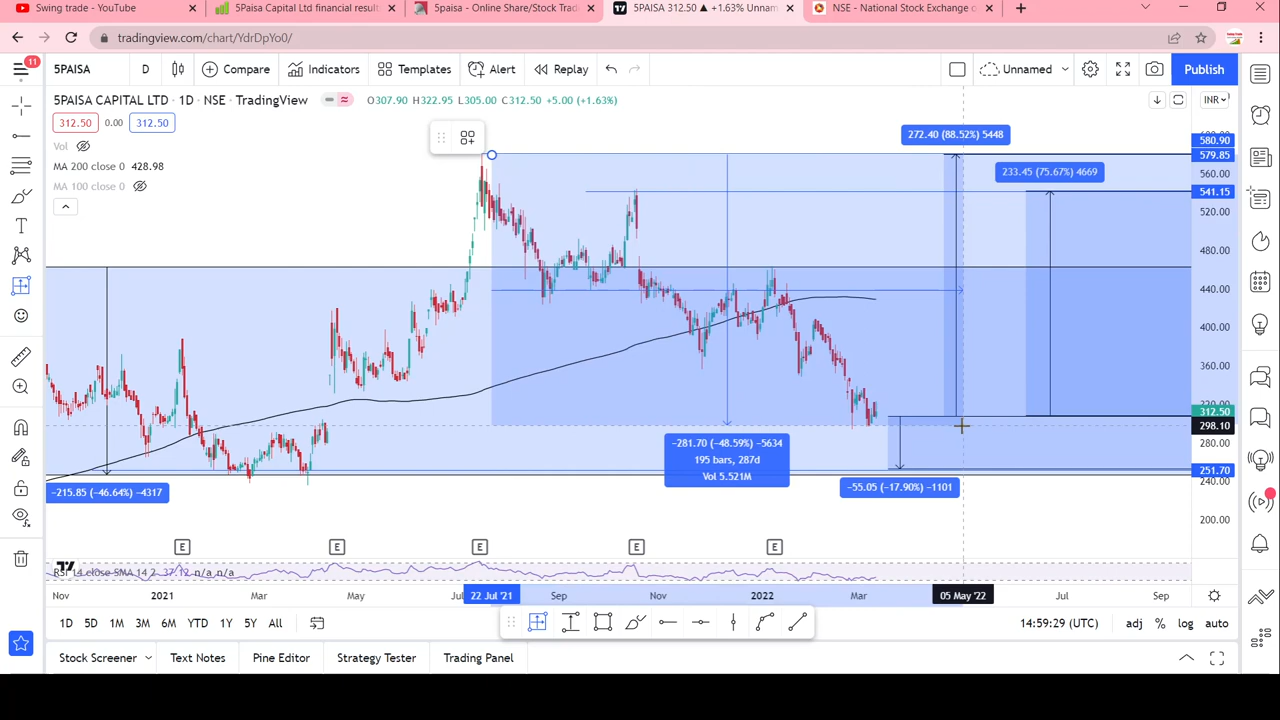 Swing trade - YouTube
5Paisa Capital Ltd financial result
5paisa - Online Share/Stock Tradi
5PAISA 312.50 ▲ +1.63% Unnam
NSE - National Stock Exchange o
tradingview.com/chart/YdrDpYo0/
11
5PAISA
D
Compare
Indicators
Templates
Alert
Replay
Unnamed
Publish
5PAISA CAPITAL LTD · 1D · NSE · TradingView
O307.90 H322.95 L305.00 C312.50 +5.00 (+1.63%)
INR
312.50 0.00 312.50
Vol
MA 200 close 0 428.98
MA 100 close 0
272.40 (88.52%) 5448
233.45 (75.67%) 4669
580.90
579.85
560.00
541.15
520.00
480.00
440.00
400.00
360.00
320.00
312.50
298.10
280.00
251.70
240.00
200.00
−281.70 (−48.59%) −5634
195 bars, 287d
Vol 5.521M
−215.85 (−46.64%) −4317
−55.05 (−17.90%) −1101
E
E
E
E
E
RSI 14 close SMA 14 2 37.12 n/a n/a
Nov
2021
Mar
May
Jul
22 Jul '21
Sep
Nov
2022
Mar
05 May '22
Jul
Sep
1D
5D
1M
3M
6M
YTD
1Y
5Y
All
14:59:29 (UTC)
adj
%
log
auto
Stock Screener
Text Notes
Pine Editor
Strategy Tester
Trading Panel